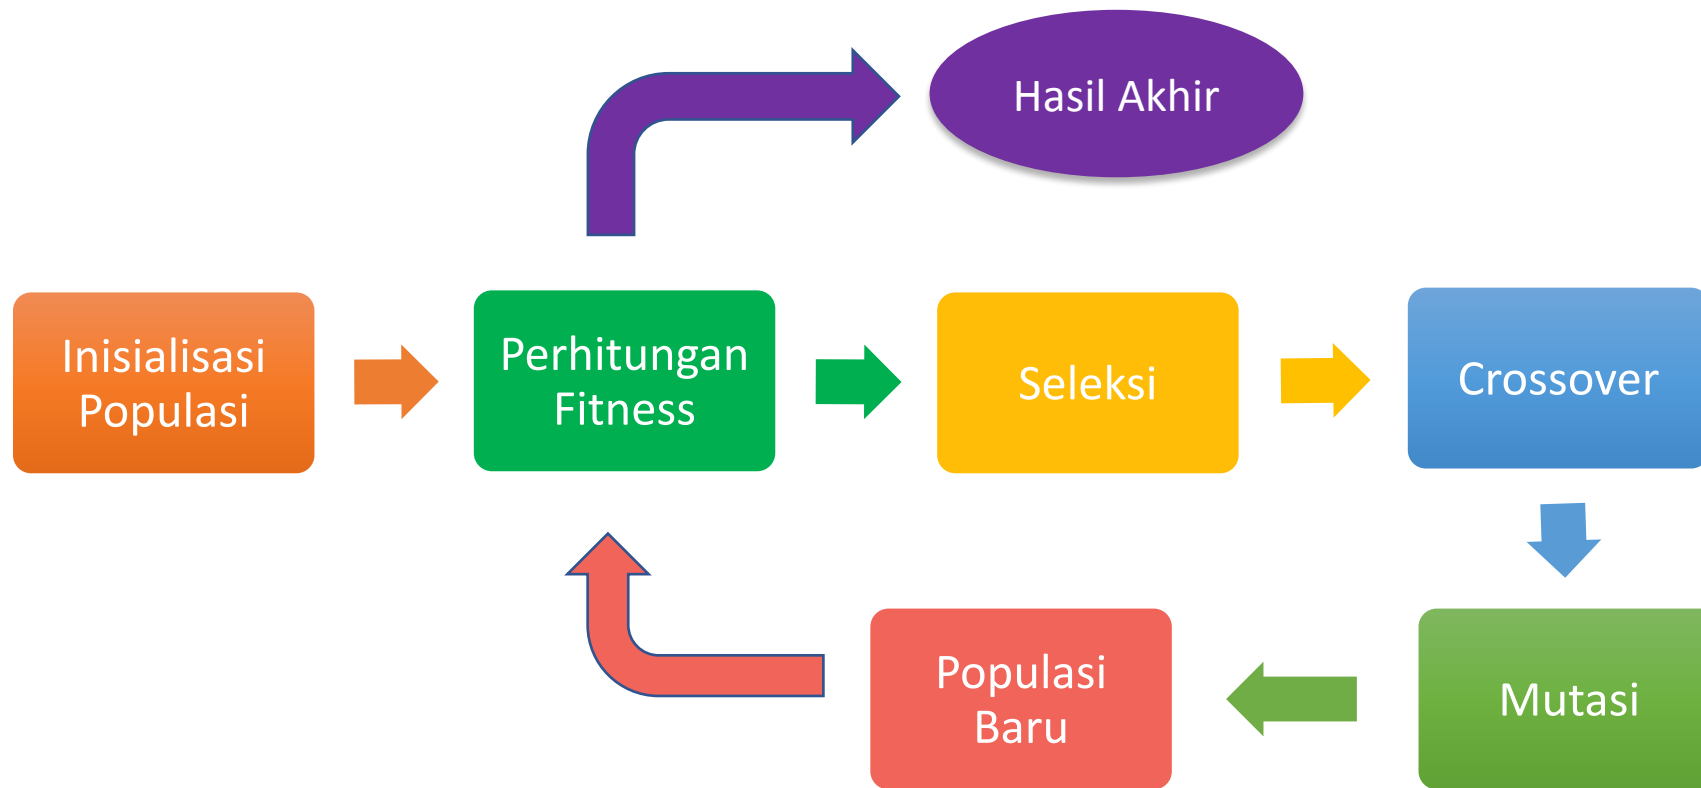 Hasil Akhir
Inisialisasi
Populasi
Perhitungan
Fitness
Seleksi
Crossover
Mutasi
Populasi
Baru